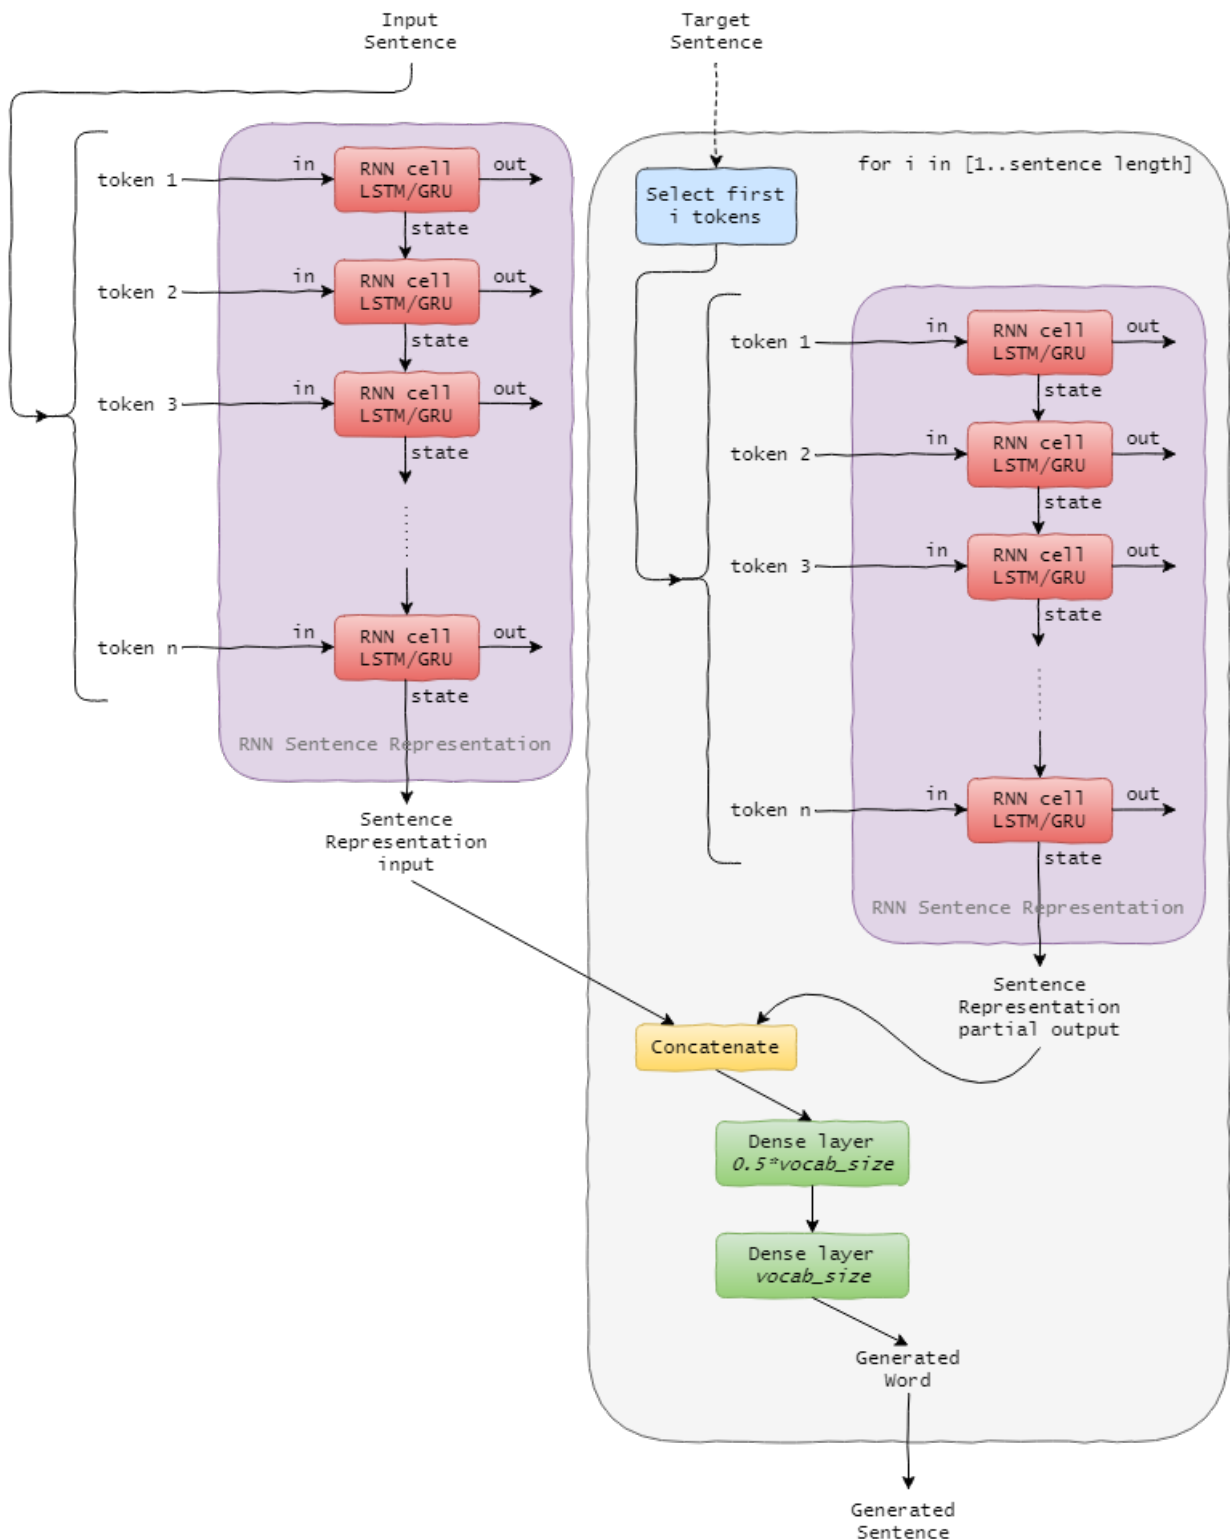 Input
Sentence
Target
Sentence
for i in [1..sentence length]
in
RNN cell
LSTM/GRU
out
token 1
state
in
RNN cell
LSTM/GRU
out
token 2
state
in
RNN cell
LSTM/GRU
out
token 3
state
in
RNN cell
LSTM/GRU
out
token n
state
RNN Sentence Representation
Sentence
Representation
input
Select first
i tokens
in
RNN cell
LSTM/GRU
out
token 1
state
in
RNN cell
LSTM/GRU
out
token 2
state
in
RNN cell
LSTM/GRU
out
token 3
state
in
RNN cell
LSTM/GRU
out
token n
state
RNN Sentence Representation
Sentence
Representation
partial output
Concatenate
Dense layer
0.5*vocab_size
Dense layer
vocab_size
Generated
Word
Generated
Sentence